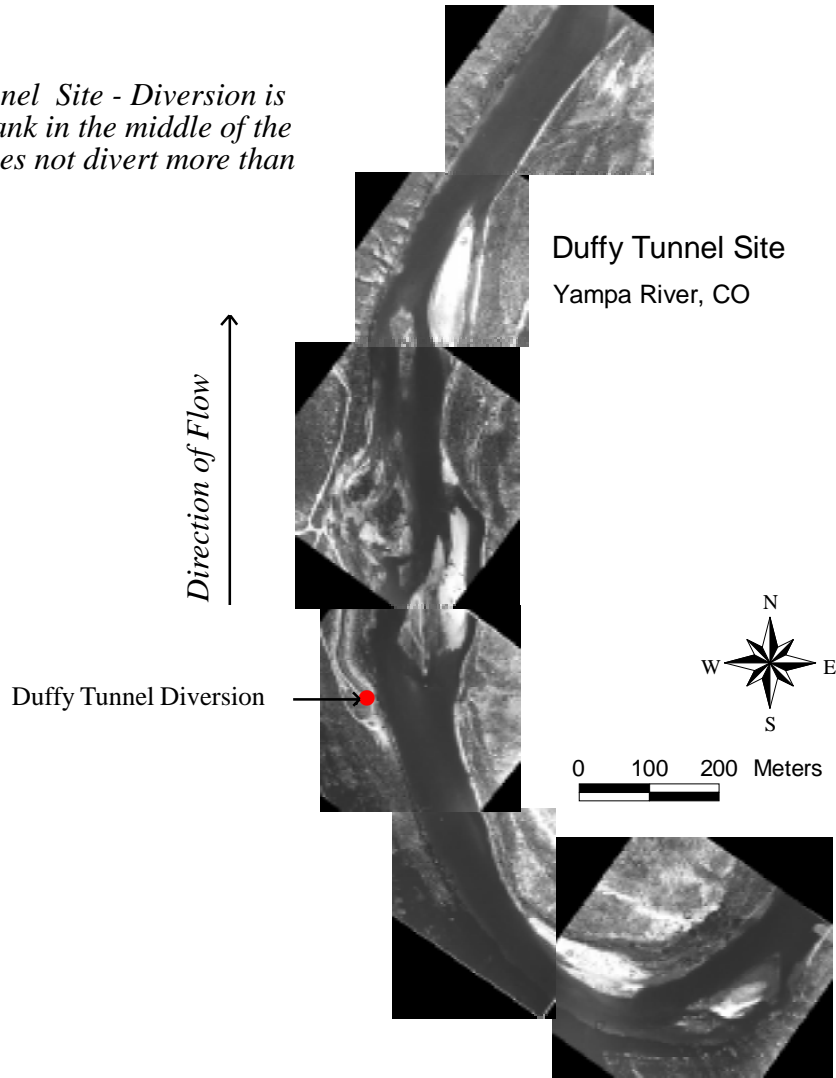 nel Site - Diversion is
ank in the middle of the
es not divert more than
Duffy Tunnel Site
Yampa River, CO
Direction of Flow
N
W E
S
Duffy Tunnel Diversion
0 100 200 Meters